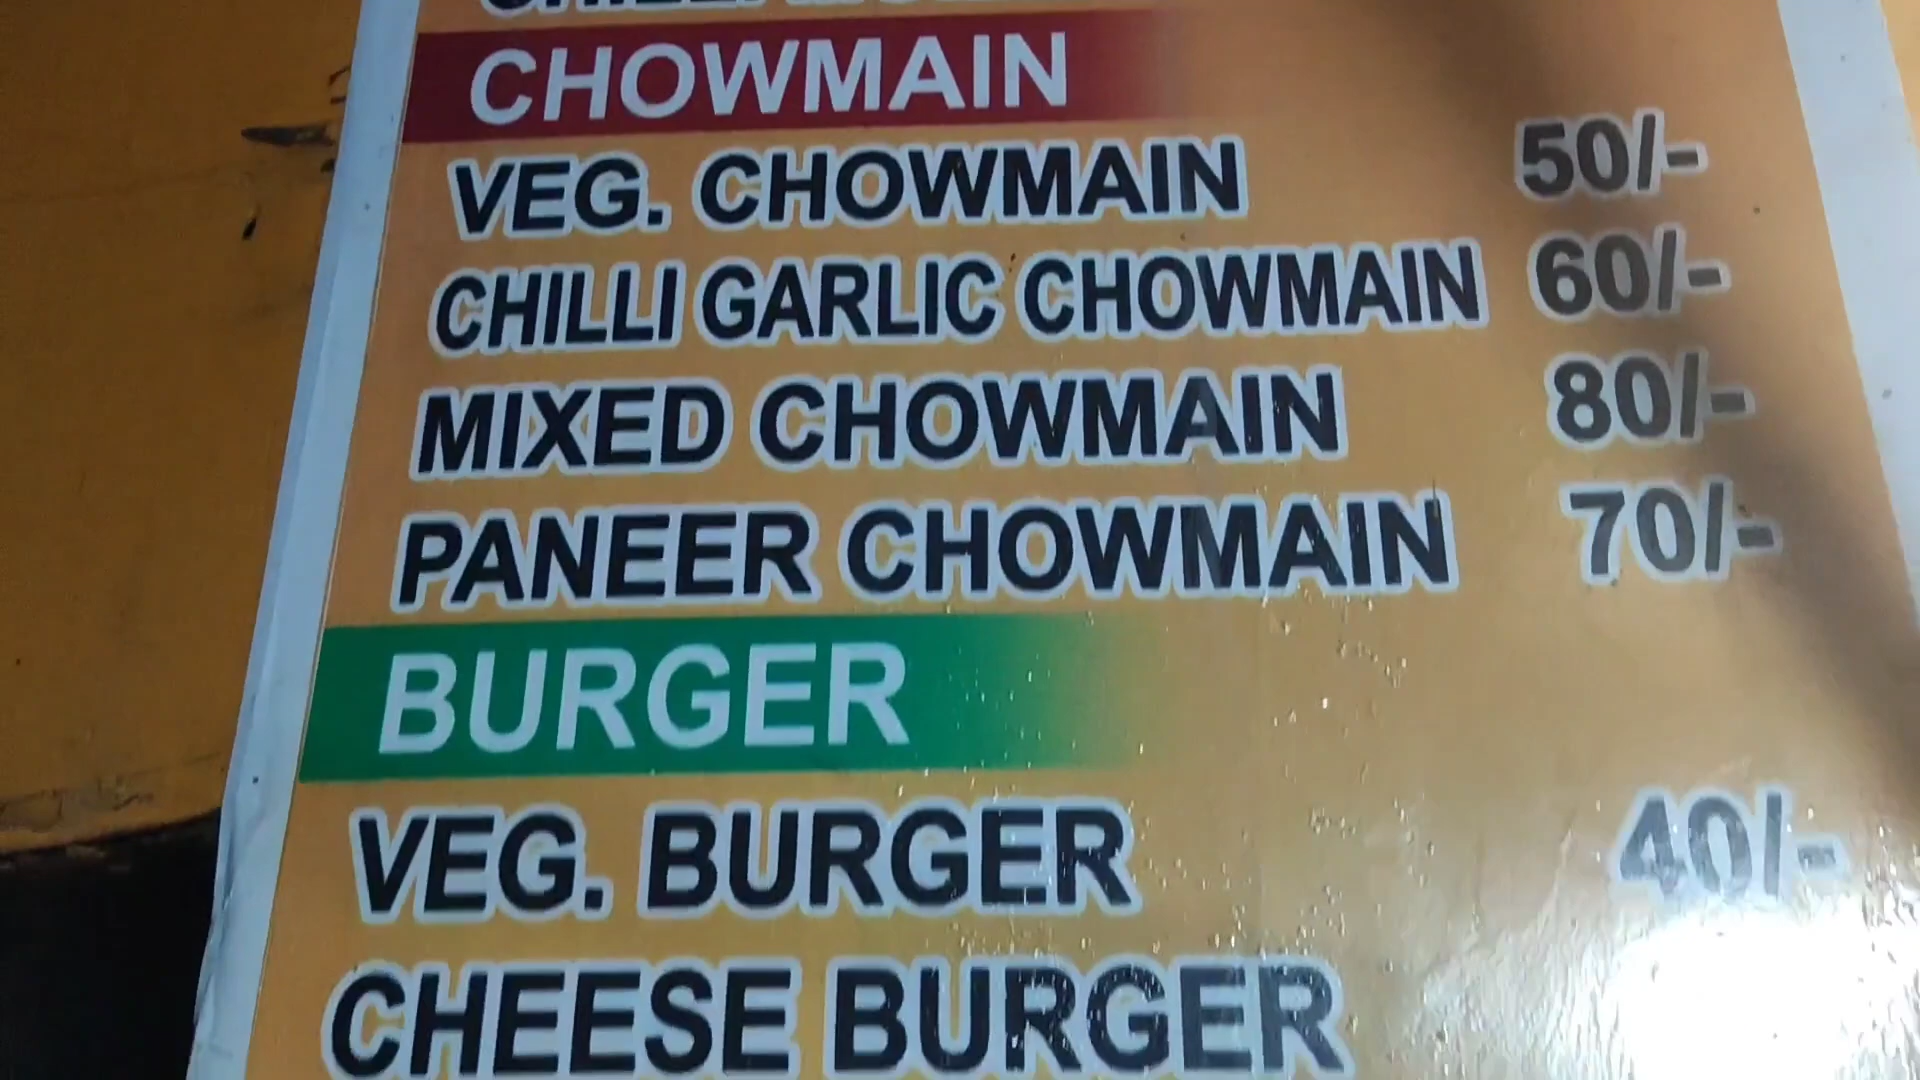 CHOWMAIN
VEG. CHOWMAIN 50/-
CHILLI GARLIC CHOWMAIN 60/-
MIXED CHOWMAIN 80/-
PANEER CHOWMAIN 70/-
BURGER
VEG. BURGER 40/-
CHEESE BURGER